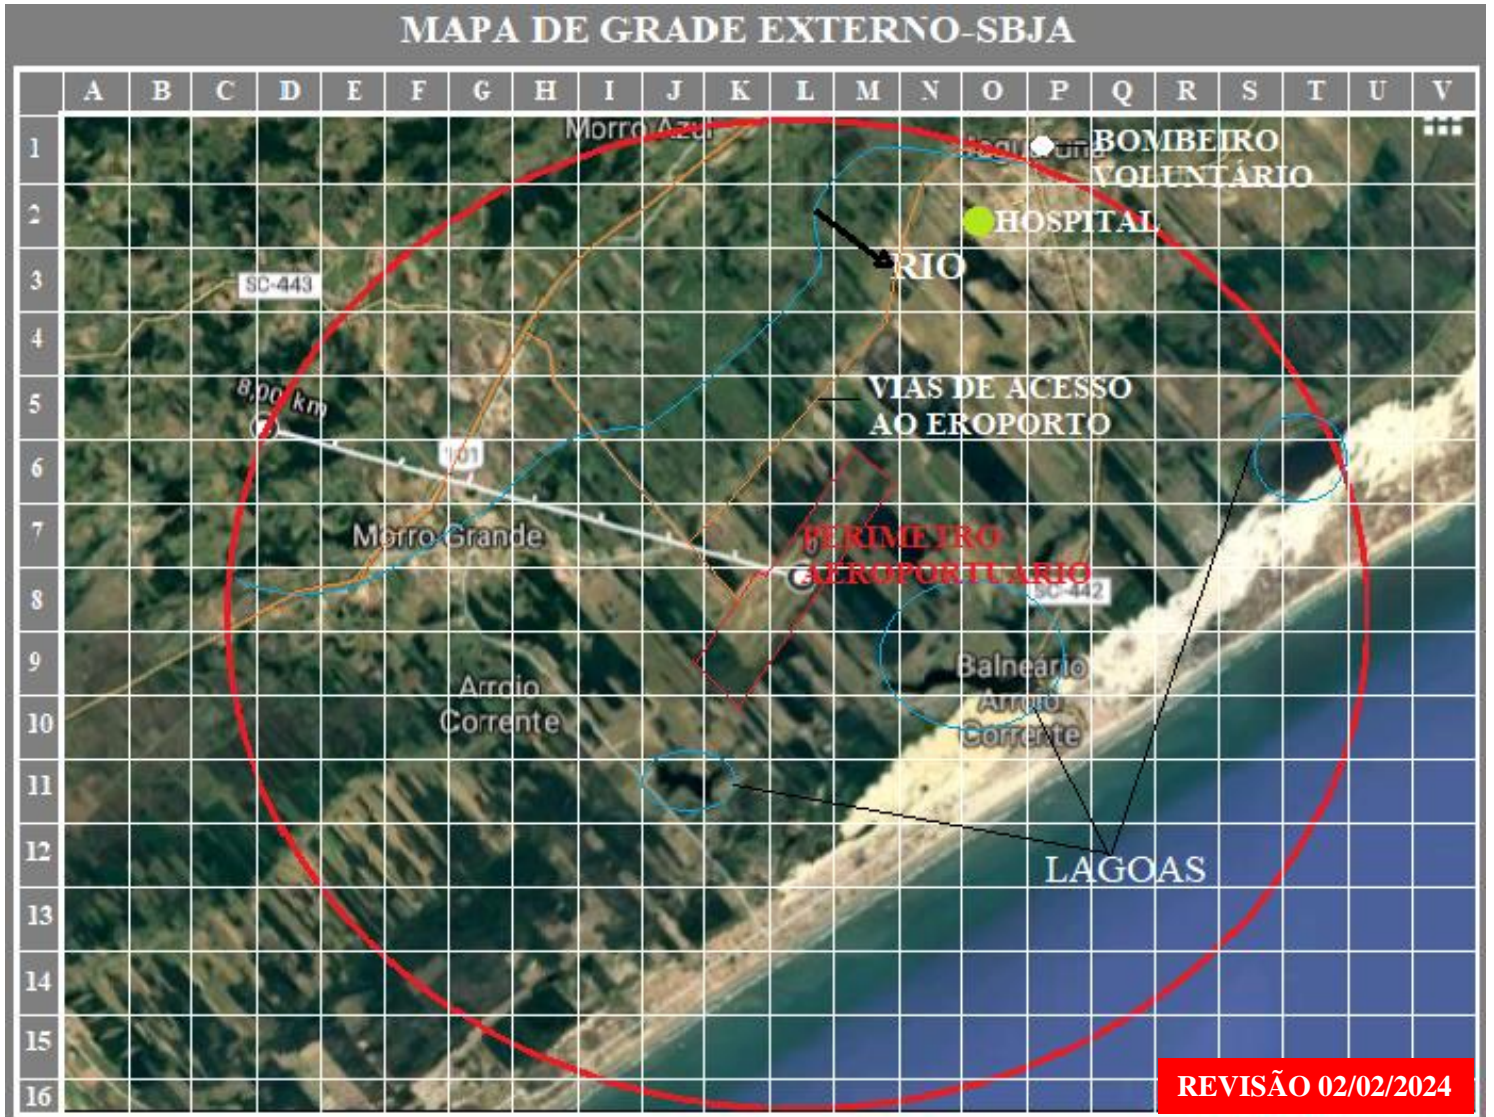 MAPA DE GRADE EXTERNO-SBJA
A B C D E F G H I J K L M N O P Q R S T U V
1
2
3
4
5
6
7
8
9
10
11
12
13
14
15
16
Morro Azul
BOMBEIRO
VOLUNTÁRIO
HOSPITAL
RIO
SC-443
8,00 km
VIAS DE ACESSO
AO EROPORTO
101
Morro Grande
PERIMETRO
AEROPORTUÁRIO
SC-442
Balneário
Arroio
Corrente
Arroio
Corrente
LAGOAS
REVISÃO 02/02/2024